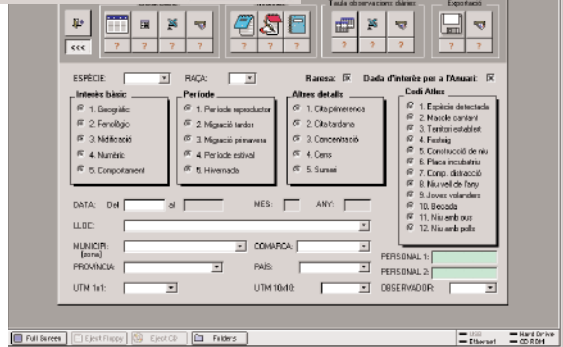 Taula observacions diàries
Exportació
<<<
? ? ? ? ? ? ? ? ? ? ?
ESPÈCIE: RAÇA: Raresa: Dada d'interès per a l'Anuari:
Interès bàsic
1. Geogràfic
2. Fenològic
3. Nidificació
4. Numèric
5. Comportament
Període
1. Període reproductor
2. Migració tardor
3. Migració primavera
4. Període estival
5. Hivernada
Altres detalls
1. Cita primerenca
2. Cita tardana
3. Concentració
4. Cens
5. Sumari
Codi Atles
1. Espècie detectada
2. Mascle cantant
3. Territori establert
4. Festeig
5. Construcció de niu
6. Placa incubatriu
7. Comp. distracció
8. Niu vell de l'any
9. Joves volanders
10. Becada
11. Niu amb ous
12. Niu amb polls
DATA: Del al MES: ANY:
LLOC:
MUNICIPI: COMARCA:
(zona)
PERSONAL 1:
PROVÍNCIA: PAÍS:
PERSONAL 2:
UTM 1x1: UTM 10x10: OBSERVADOR:
Full Screen Eject Floppy Eject CD Folders
USB Hard Drive
Ethernet CD ROM